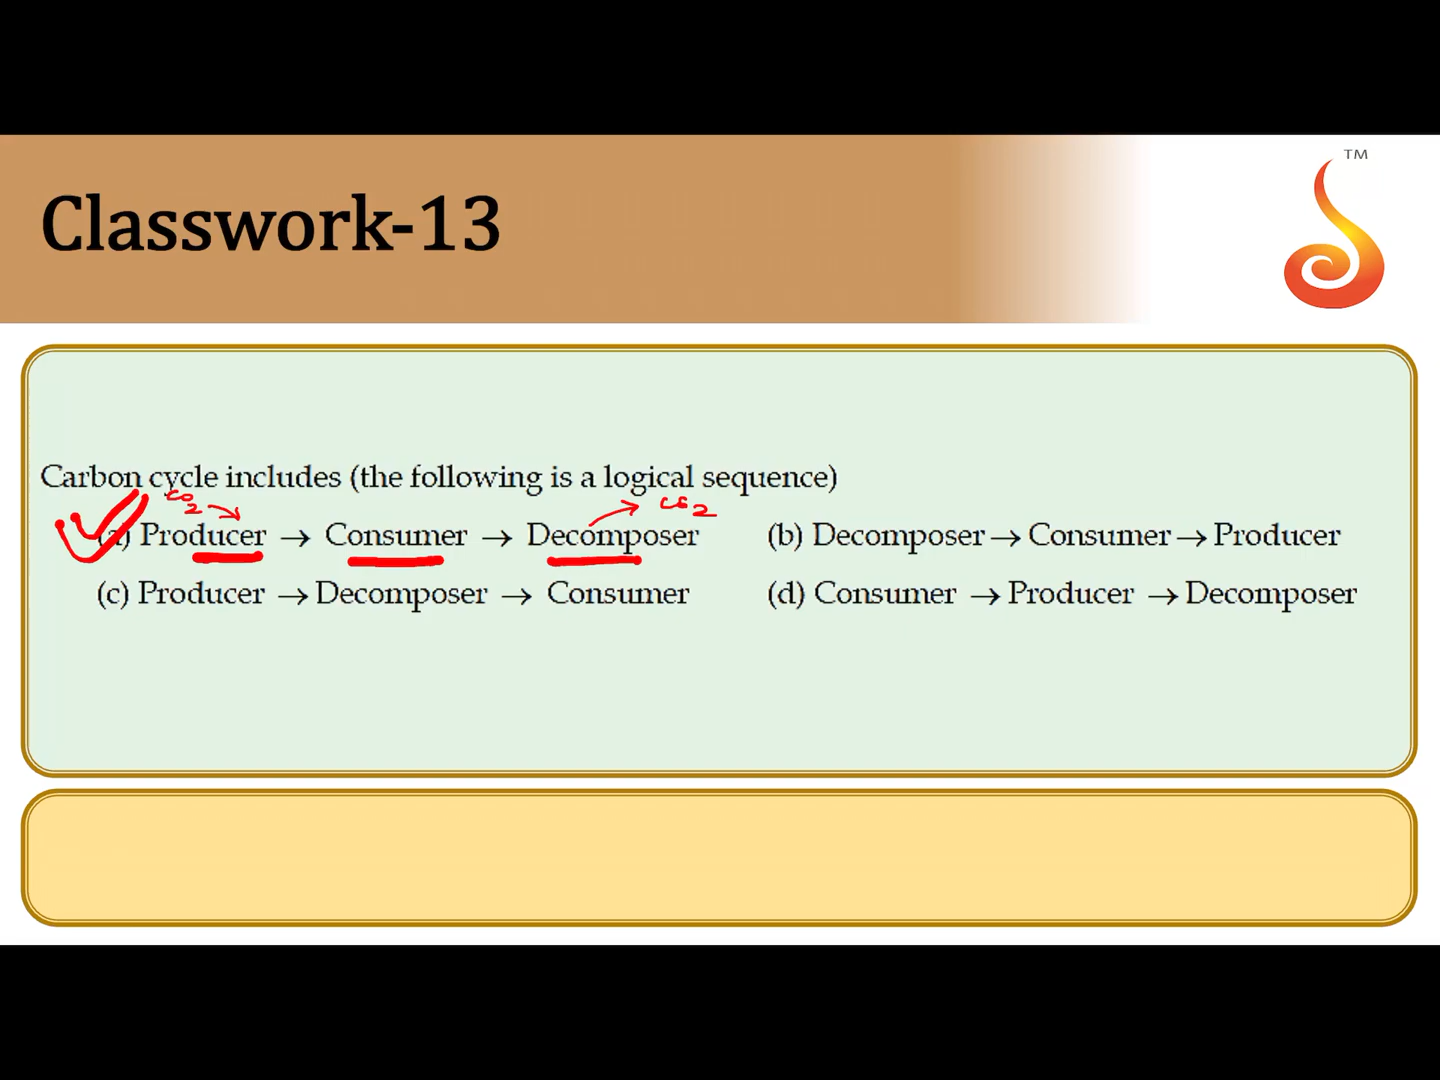 TM
Classwork-13
Carbon cycle includes (the following is a logical sequence)
CO2 CO2
(a) Producer → Consumer → Decomposer (b) Decomposer → Consumer → Producer
(c) Producer → Decomposer → Consumer (d) Consumer → Producer → Decomposer